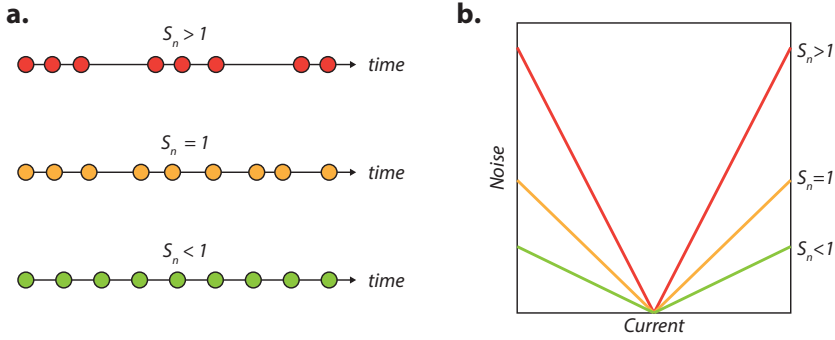 a.
S_n > 1
time
S_n = 1
time
S_n < 1
time
b.
Noise
S_n>1
S_n=1
S_n<1
Current